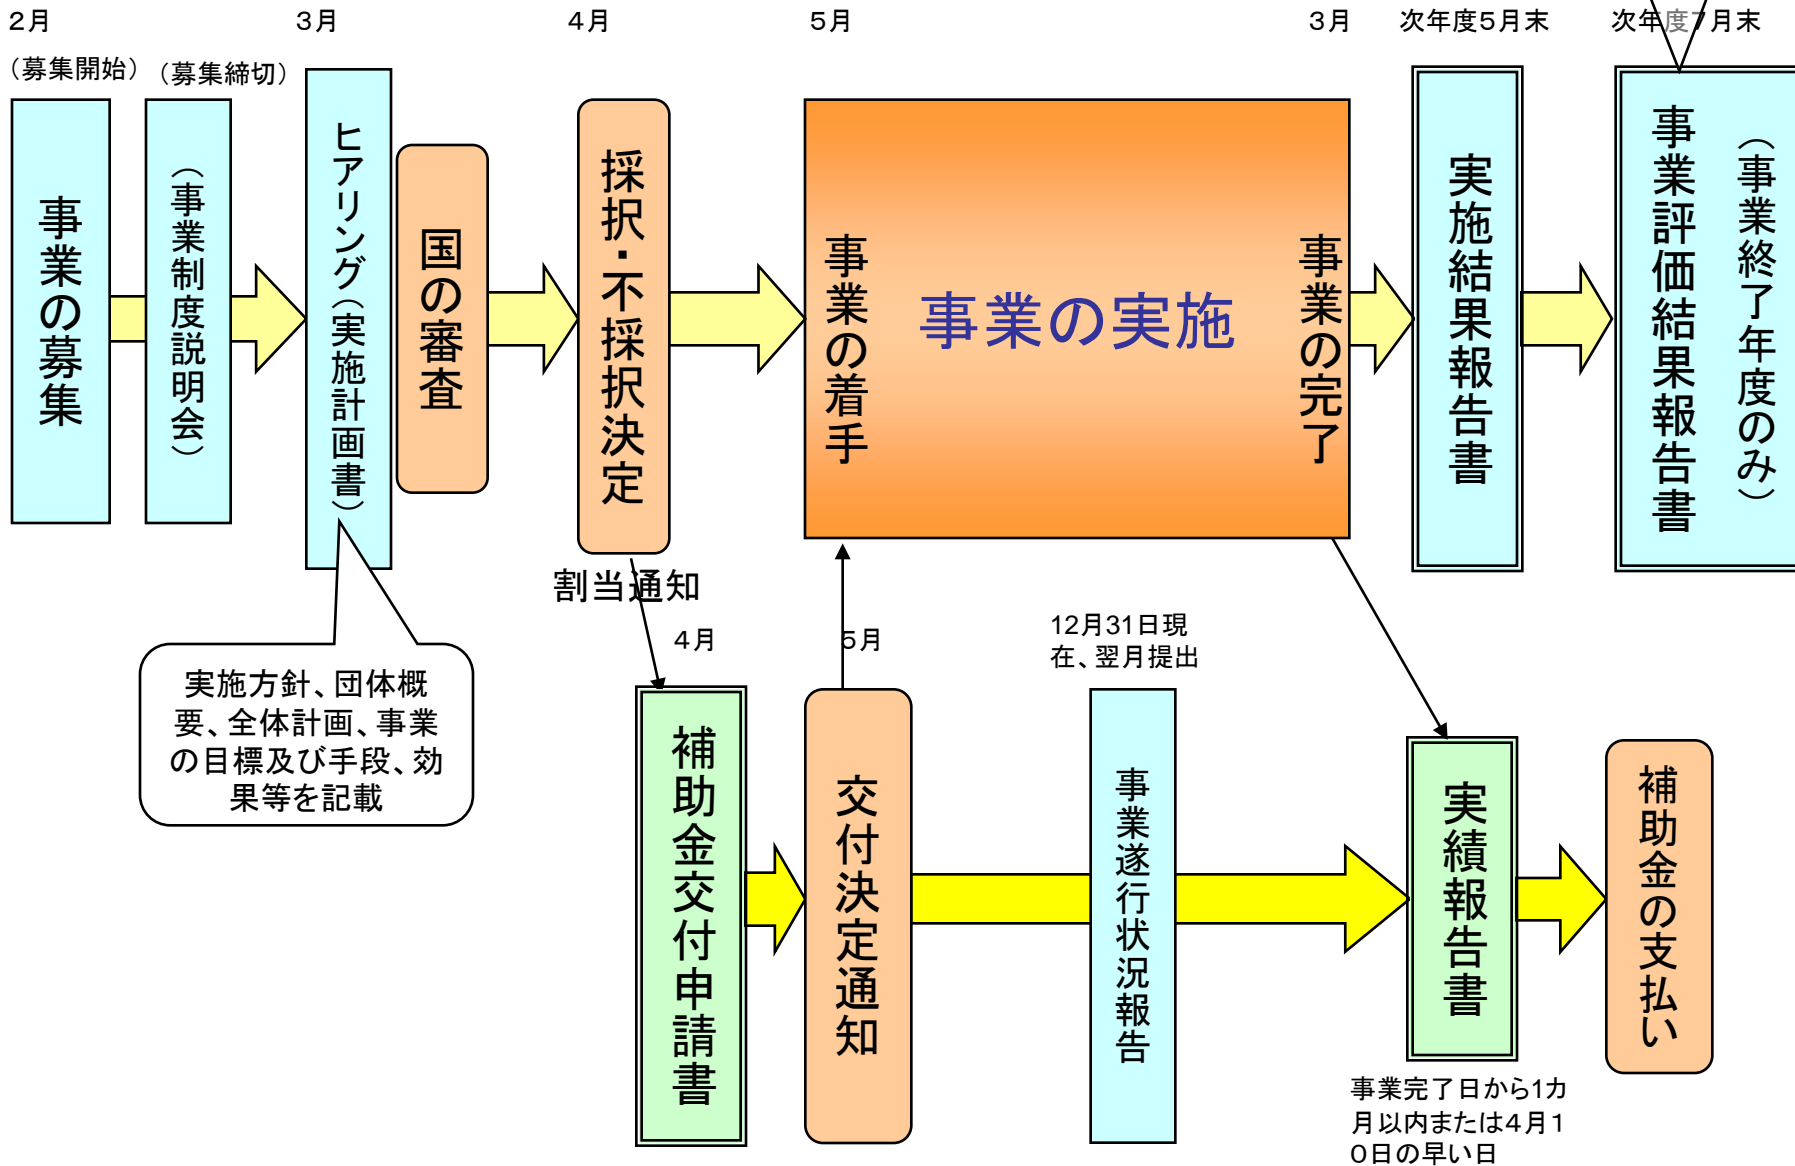 2月
3月
4月
5月
3月
次年度5月末
次年度7月末
（募集開始）
（募集締切）
事業の募集
（事業制度説明会）
ヒアリング（実施計画書）
国の審査
採択・不採択決定
事業の着手
事業の実施
事業の完了
実施結果報告書
事業評価結果報告書
（事業終了年度のみ）
割当通知
実施方針、団体概
要、全体計画、事業
の目標及び手段、効
果等を記載
4月
5月
12月31日現
在、翌月提出
補助金交付申請書
交付決定通知
事業遂行状況報告
実績報告書
補助金の支払い
事業完了日から1カ
月以内または4月1
0日の早い日